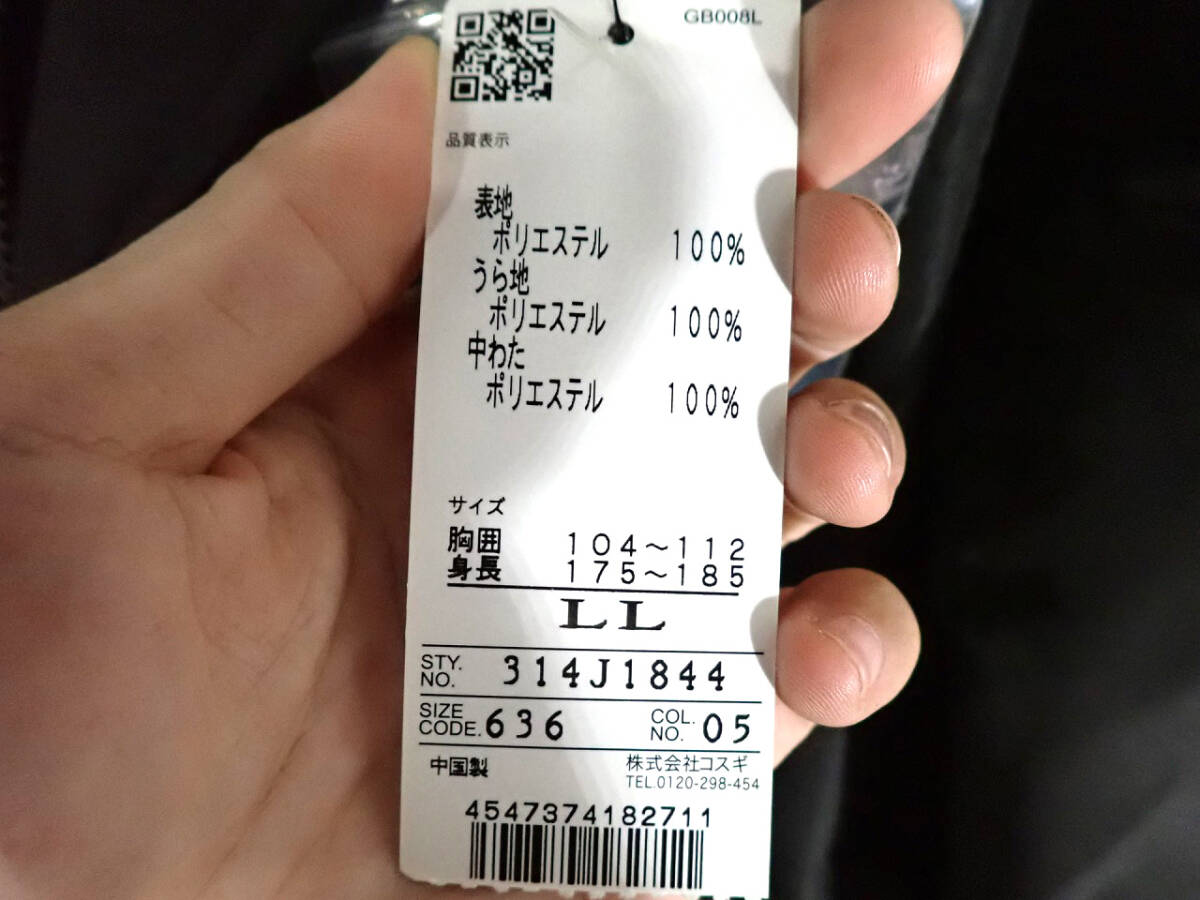 GB008L
品質表示
表地
ポリエステル 100%
うら地
ポリエステル 100%
中わた
ポリエステル 100%
サイズ
胸囲 104~112
身長 175~185
LL
STY. NO. 314J1844
SIZE CODE. 636 COL. NO. 05
中国製 株式会社コスギ
TEL.0120-298-454
4547374182711